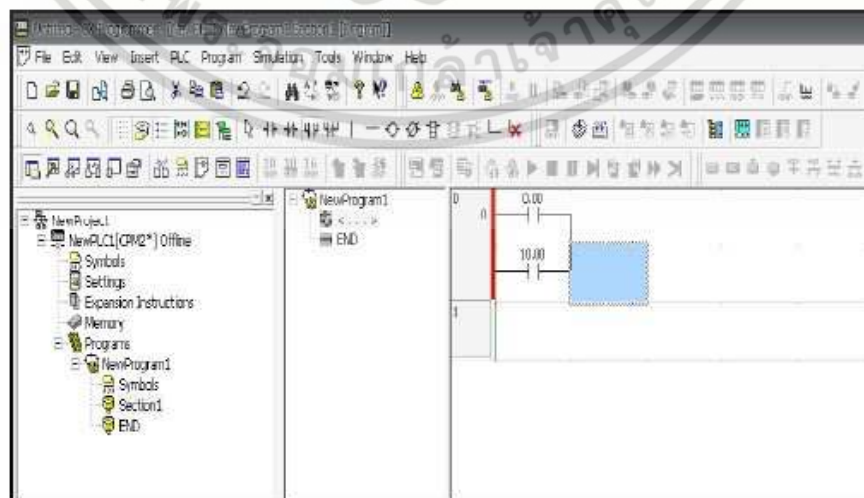 File Edit View Insert PLC Program Simulation Tools Window Help
NewProject
NewPLC1[CPM2*] Offline
Symbols
Settings
Expansion Instructions
Memory
Programs
NewProgram1
Symbols
Section1
END
NewProgram1
< . . . . >
END
0
0
0.00
10.00
1